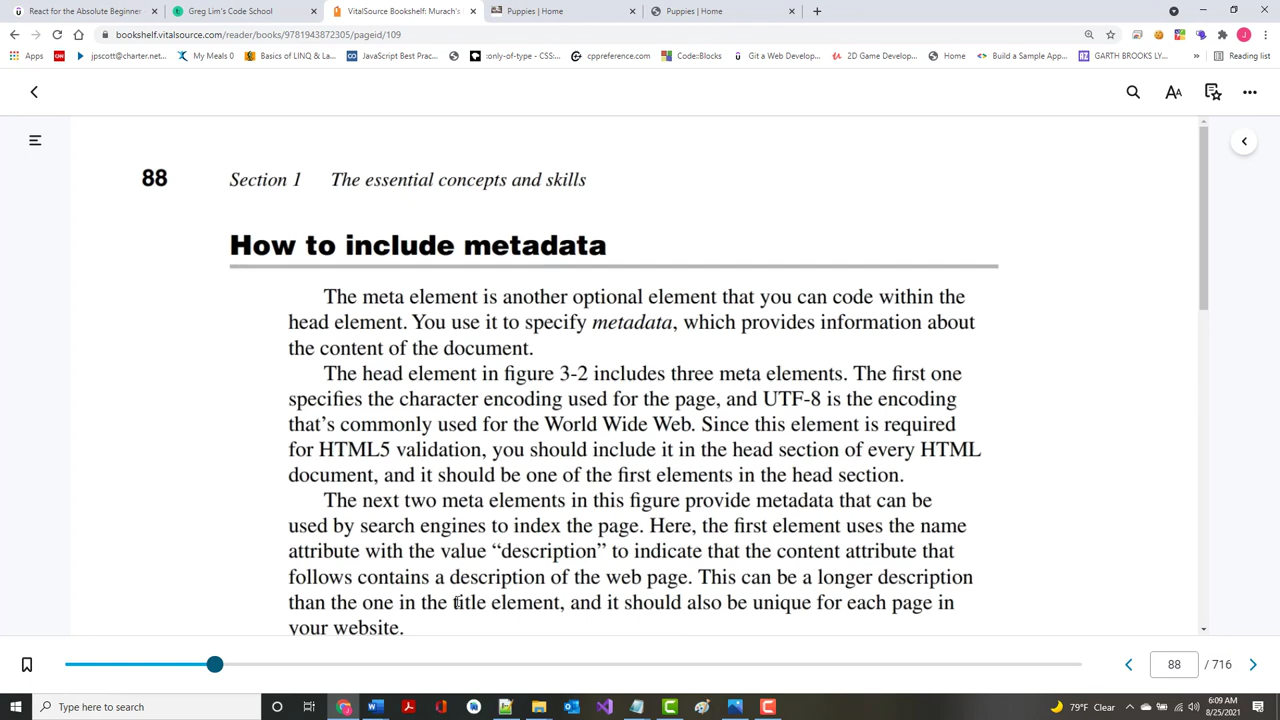 React for the Absolute Beginner
Greg Lim's Code School
VitalSource Bookshelf: Murach's
Puppies | Home
Puppies | Home
bookshelf.vitalsource.com/reader/books/9781943872305/pageid/109
Apps
CNN
jpscott@charter.net...
My Meals 0
Basics of LINQ & La...
JavaScript Best Prac...
:only-of-type - CSS:...
cppreference.com
Code::Blocks
Git a Web Develop...
2D Game Develop...
Home
Build a Sample App...
GARTH BROOKS LY...
»
Reading list
88 Section 1 The essential concepts and skills
How to include metadata
The meta element is another optional element that you can code within the
head element. You use it to specify metadata, which provides information about
the content of the document.
The head element in figure 3-2 includes three meta elements. The first one
specifies the character encoding used for the page, and UTF-8 is the encoding
that's commonly used for the World Wide Web. Since this element is required
for HTML5 validation, you should include it in the head section of every HTML
document, and it should be one of the first elements in the head section.
The next two meta elements in this figure provide metadata that can be
used by search engines to index the page. Here, the first element uses the name
attribute with the value “description” to indicate that the content attribute that
follows contains a description of the web page. This can be a longer description
than the one in the title element, and it should also be unique for each page in
your website.
88 / 716
Type here to search
79°F Clear
6:09 AM
8/25/2021